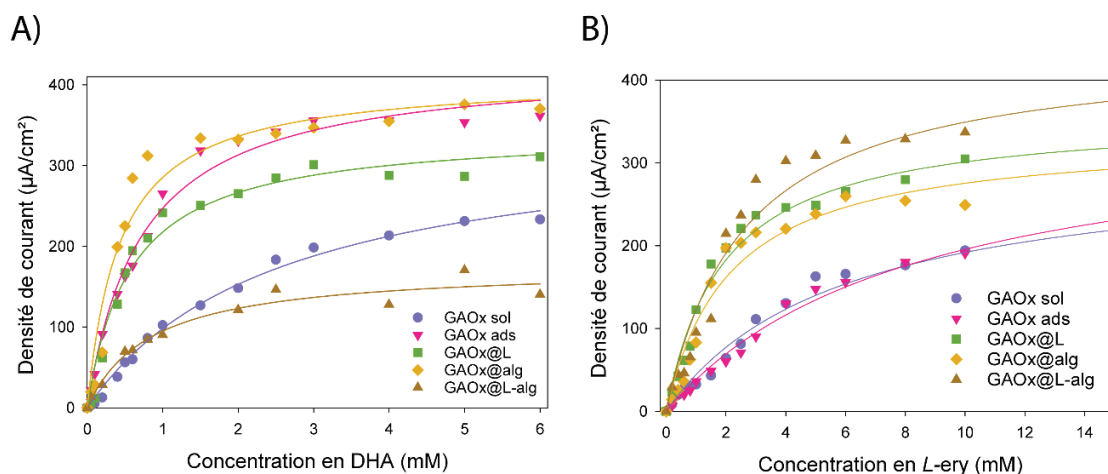 A)
B)
Densité de courant (µA/cm²)
400
300
200
100
0
0
1
2
3
4
5
6
Concentration en DHA (mM)
GAOx sol
GAOx ads
GAOx@L
GAOx@alg
GAOx@L-alg
Densité de courant (µA/cm²)
400
300
200
100
0
0
2
4
6
8
10
12
14
Concentration en L-ery (mM)
GAOx sol
GAOx ads
GAOx@L
GAOx@alg
GAOx@L-alg